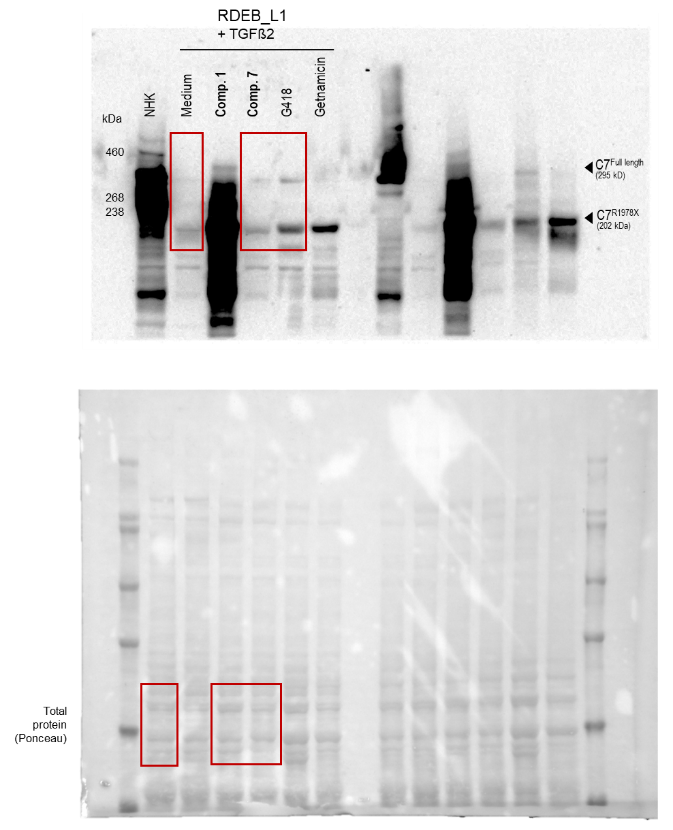 RDEB_L1
+ TGFß2
NHK
Medium
Comp. 1
Comp. 7
G418
Getnamicin
kDa
460
268
238
C7Full length
(295 kD)
C7R1978X
(202 kDa)
Total
protein
(Ponceau)